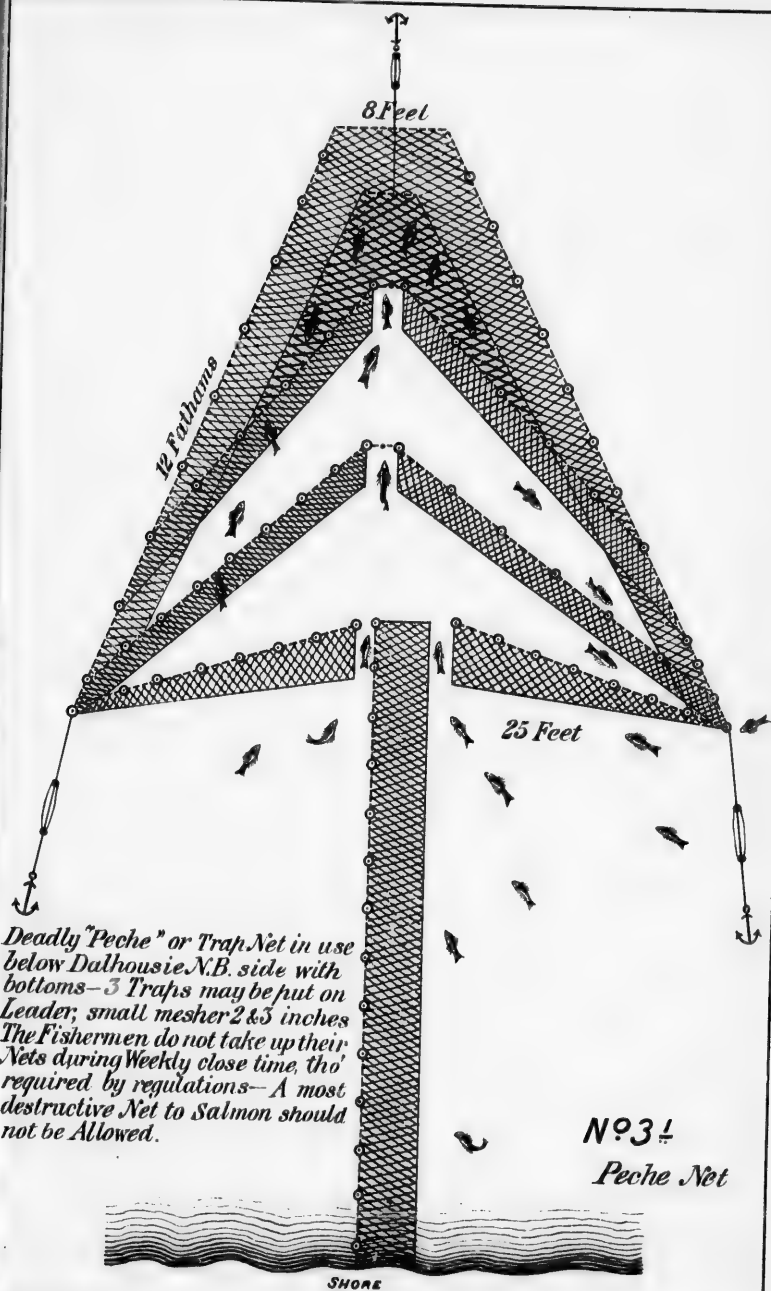 8 Feet
12 Fathams
25 Feet
Deadly "Peche" or Trap Net in use
below Dalhousie N.B. side with
bottoms—3 Traps may be put on
Leader, small mesher 2 & 3 inches
The Fishermen do not take up their
Nets during Weekly close time, tho'
required by regulations—A most
destructive Net to Salmon should
not be Allowed.
Nº 3½
Peche Net
SHORE